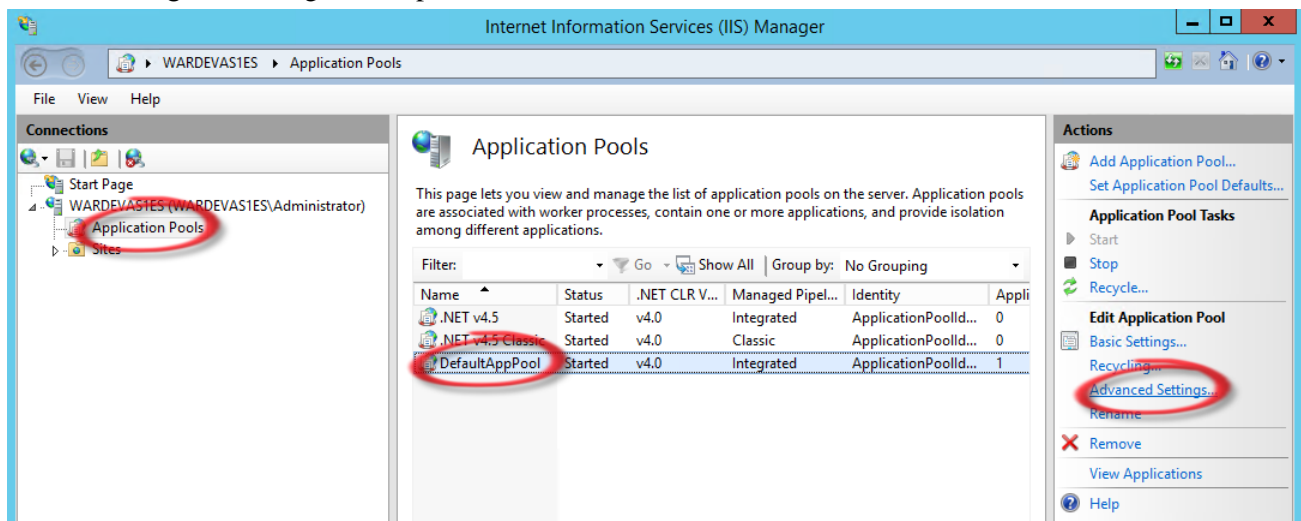 Internet Information Services (IIS) Manager
WARDEVAS1ES Application Pools
File View Help
Connections
Start Page
WARDEVAS1ES (WARDEVAS1ES\Administrator)
Application Pools
Sites
Application Pools
This page lets you view and manage the list of application pools on the server. Application pools
are associated with worker processes, contain one or more applications, and provide isolation
among different applications.
Filter: Go Show All Group by: No Grouping
Name Status .NET CLR V... Managed Pipel... Identity Appli
.NET v4.5 Started v4.0 Integrated ApplicationPoolId... 0
.NET v4.5 Classic Started v4.0 Classic ApplicationPoolId... 0
DefaultAppPool Started v4.0 Integrated ApplicationPoolId... 1
Actions
Add Application Pool...
Set Application Pool Defaults...
Application Pool Tasks
Start
Stop
Recycle...
Edit Application Pool
Basic Settings...
Recycling...
Advanced Settings...
Rename
Remove
View Applications
Help